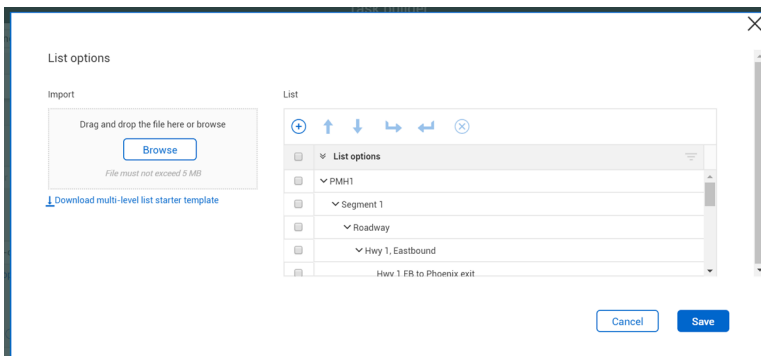 Task builder
List options
Import
List
Drag and drop the file here or browse
Browse
File must not exceed 5 MB
Download multi-level list starter template
List options
PMH1
Segment 1
Roadway
Hwy 1, Eastbound
Hwy 1 EB to Phoenix exit
Cancel
Save